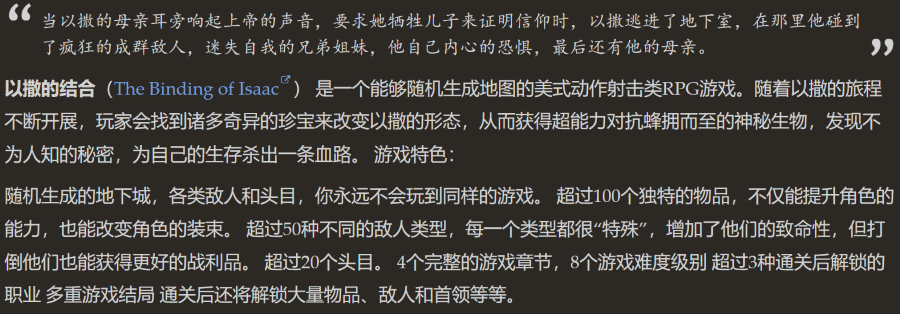 “ 当以撒的母亲耳旁响起上帝的声音，要求她牺牲儿子来证明信仰时，以撒逃进了地下室，在那里他碰到
了疯狂的成群敌人，迷失自我的兄弟姐妹，他自己内心的恐惧，最后还有他的母亲。 ”
以撒的结合（The Binding of Isaac） 是一个能够随机生成地图的美式动作射击类RPG游戏。随着以撒的旅程
不断开展，玩家会找到诸多奇异的珍宝来改变以撒的形态，从而获得超能力对抗蜂拥而至的神秘生物，发现不
为人知的秘密，为自己的生存杀出一条血路。 游戏特色：
随机生成的地下城，各类敌人和头目，你永远不会玩到同样的游戏。 超过100个独特的物品，不仅能提升角色的
能力，也能改变角色的装束。 超过50种不同的敌人类型，每一个类型都很“特殊”，增加了他们的致命性，但打
倒他们也能获得更好的战利品。 超过20个头目。 4个完整的游戏章节，8个游戏难度级别 超过3种通关后解锁的
职业 多重游戏结局 通关后还将解锁大量物品、敌人和首领等等。